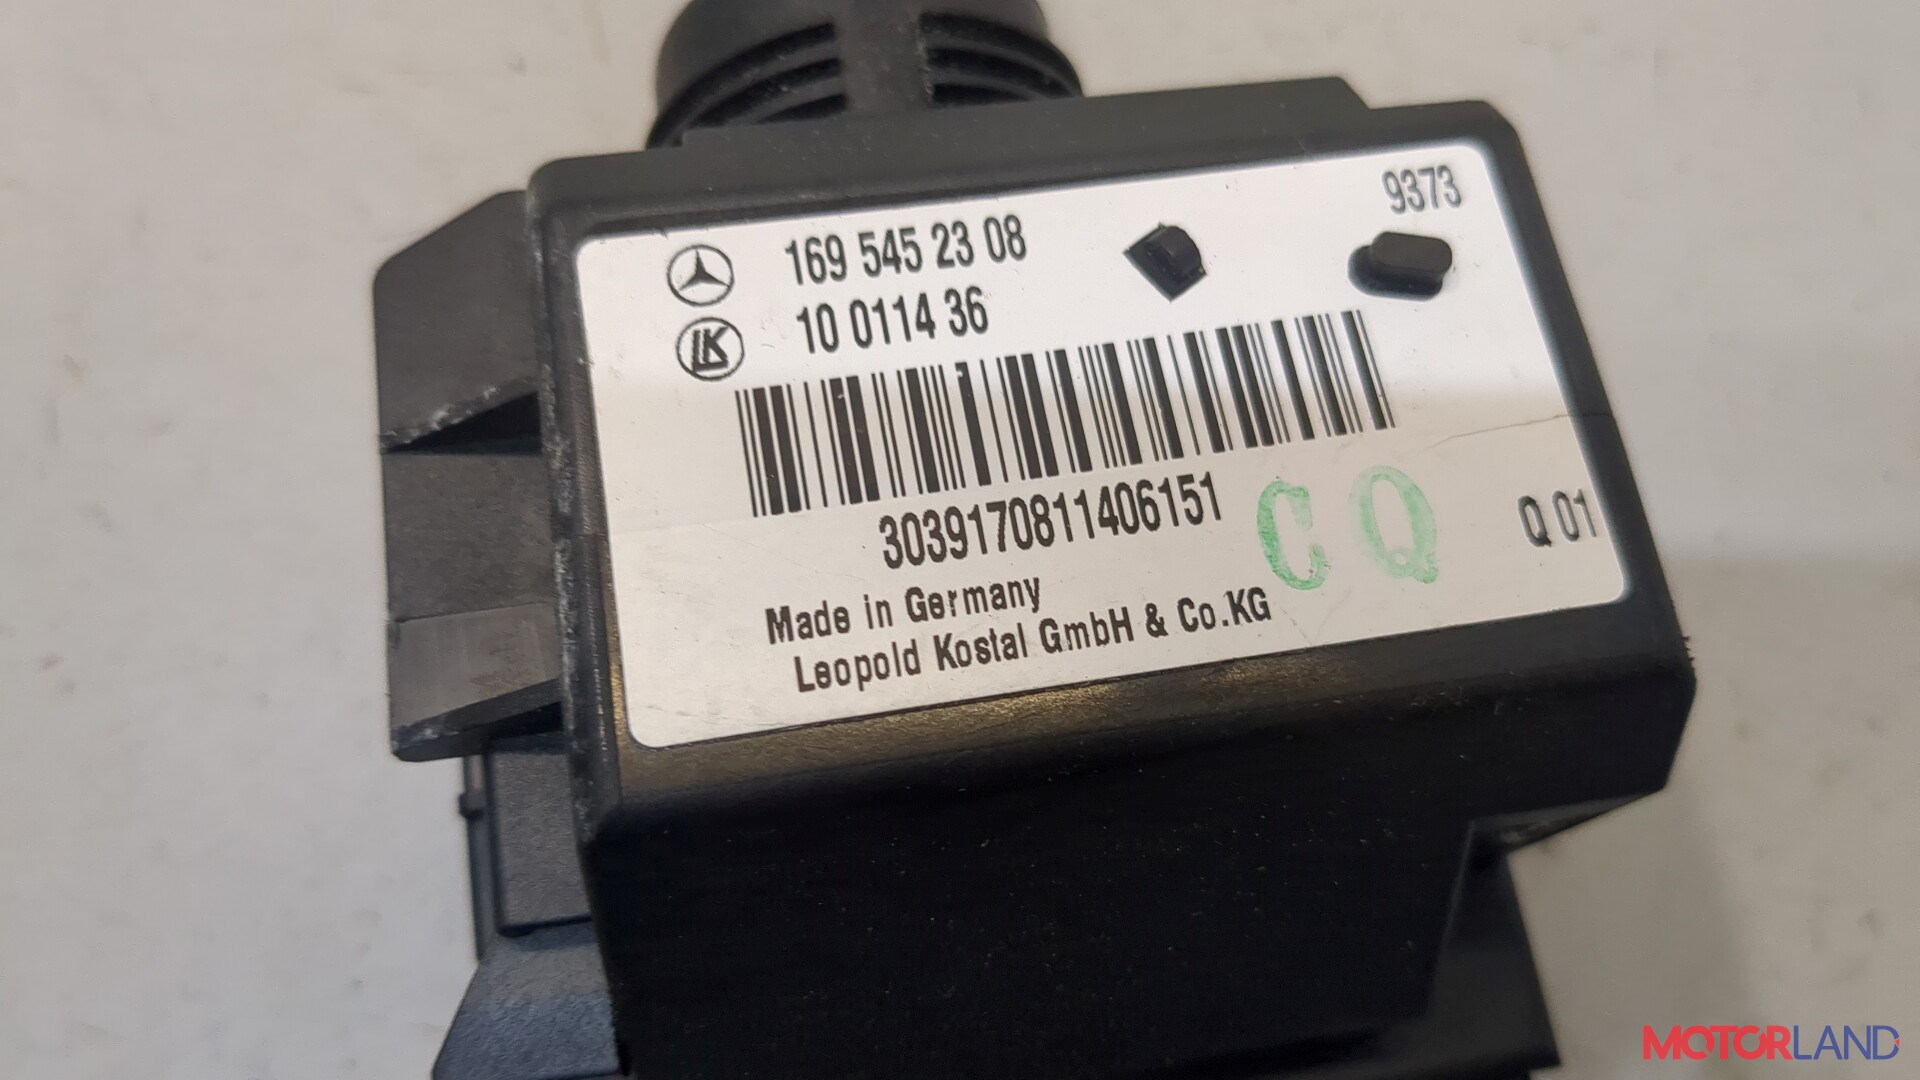 9373
169 545 23 08
LK 10 0114 36
3039170811406151
CQ
Q 01
Made in Germany
Leopold Kostal GmbH & Co.KG
MOTORLAND